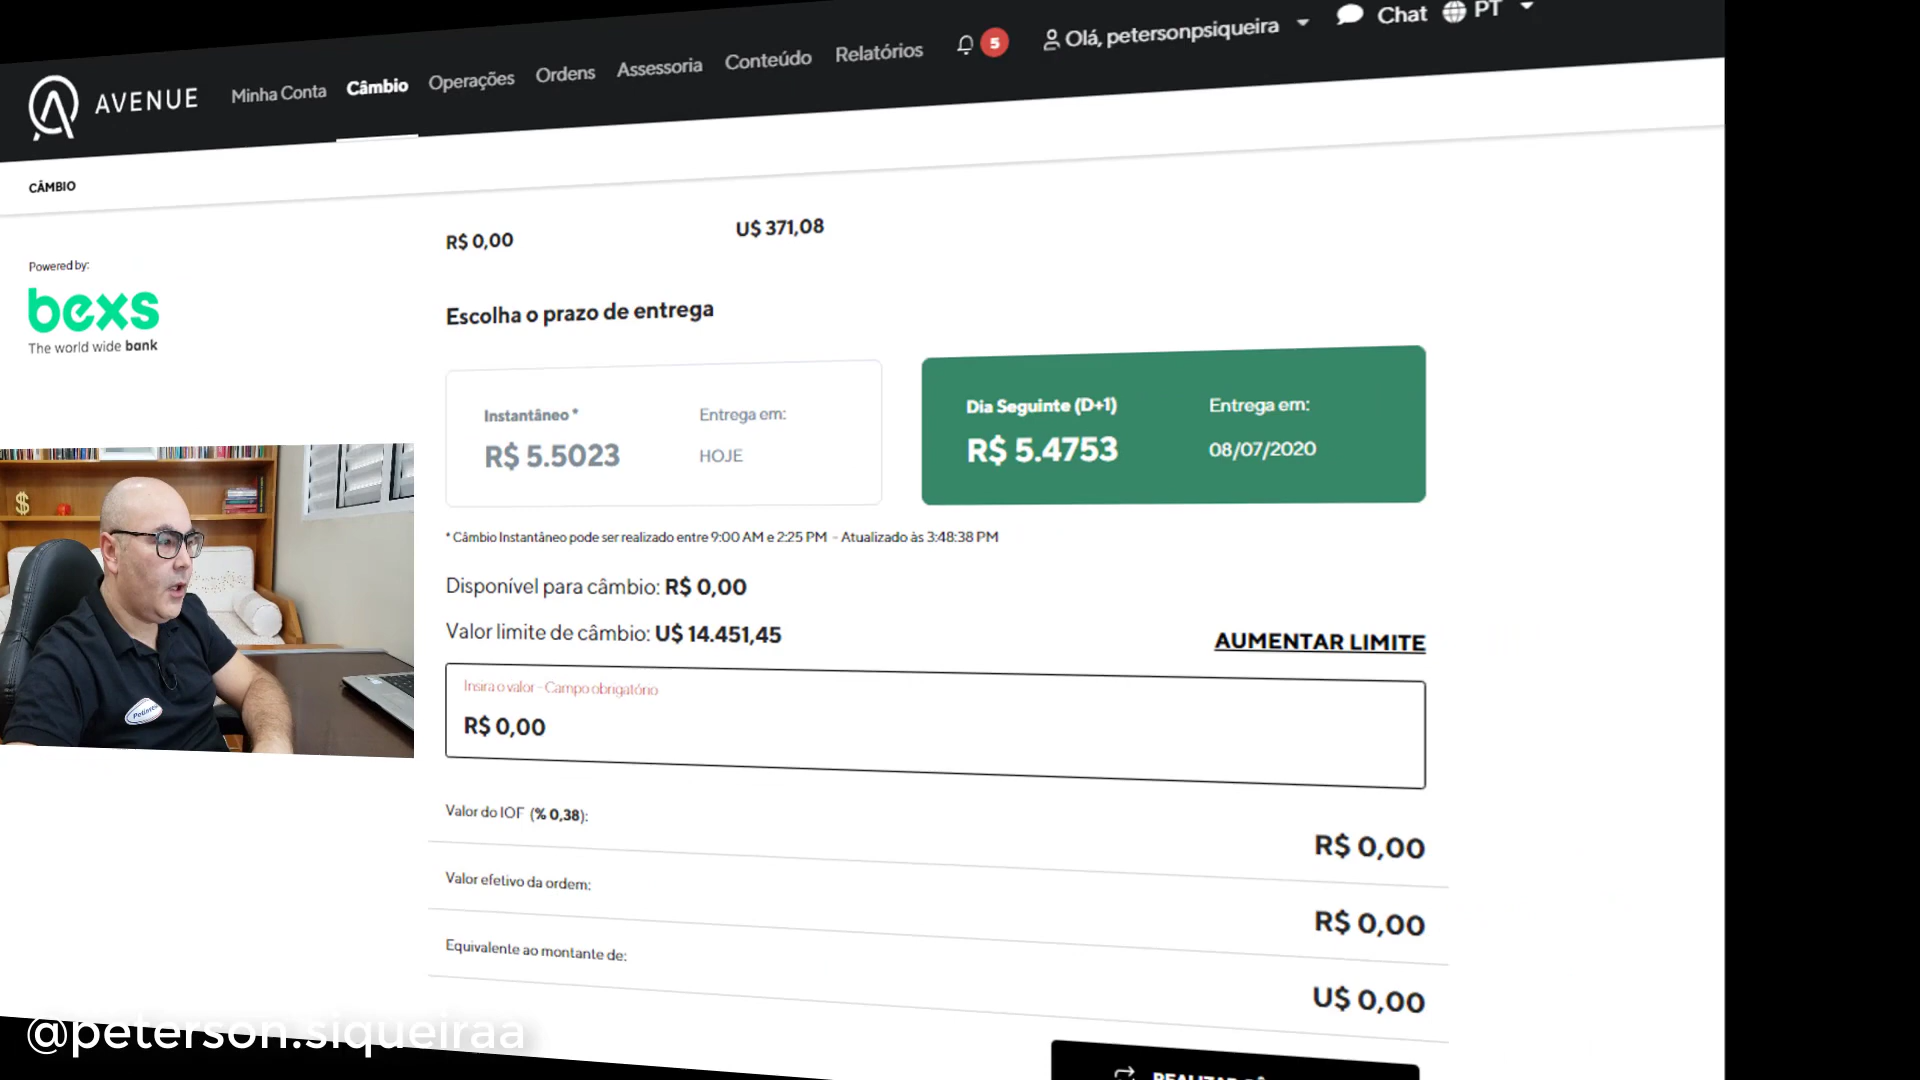 AVENUE
Minha Conta
Câmbio
Operações
Ordens
Assessoria
Conteúdo
Relatórios
5
Olá, petersonpsiqueira
Chat
PT
CÂMBIO
Powered by:
bexs
The world wide bank
R$ 0,00
U$ 371,08
Escolha o prazo de entrega
Instantâneo *
Entrega em:
R$ 5.5023
HOJE
Dia Seguinte (D+1)
Entrega em:
R$ 5.4753
08/07/2020
* Câmbio Instantâneo pode ser realizado entre 9:00 AM e 2:25 PM - Atualizado às 3:48:38 PM
Disponível para câmbio: R$ 0,00
Valor limite de câmbio: U$ 14.451,45
AUMENTAR LIMITE
Insira o valor - Campo obrigatório
R$ 0,00
Valor do IOF (% 0,38):
R$ 0,00
Valor efetivo da ordem:
R$ 0,00
Equivalente ao montante de:
U$ 0,00
$
@peterson.siqueiraa